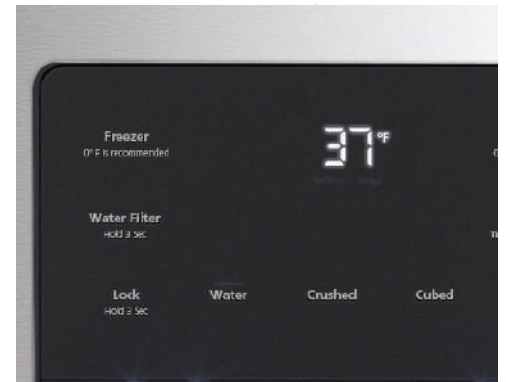 Freezer
0° F is recommended
37 °F
Water Filter
Hold 3 Sec
Lock
Hold 3 Sec
Water
Crushed
Cubed